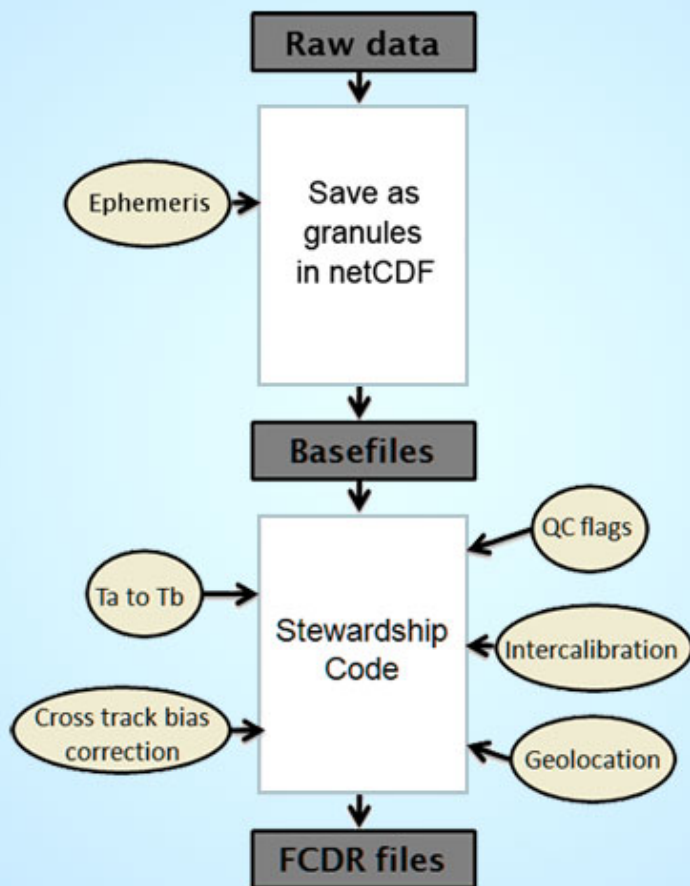 Raw data
Ephemeris
Save as
granules
in netCDF
Basefiles
QC flags
Ta to Tb
Stewardship
Code
Intercalibration
Cross track bias
correction
Geolocation
FCDR files